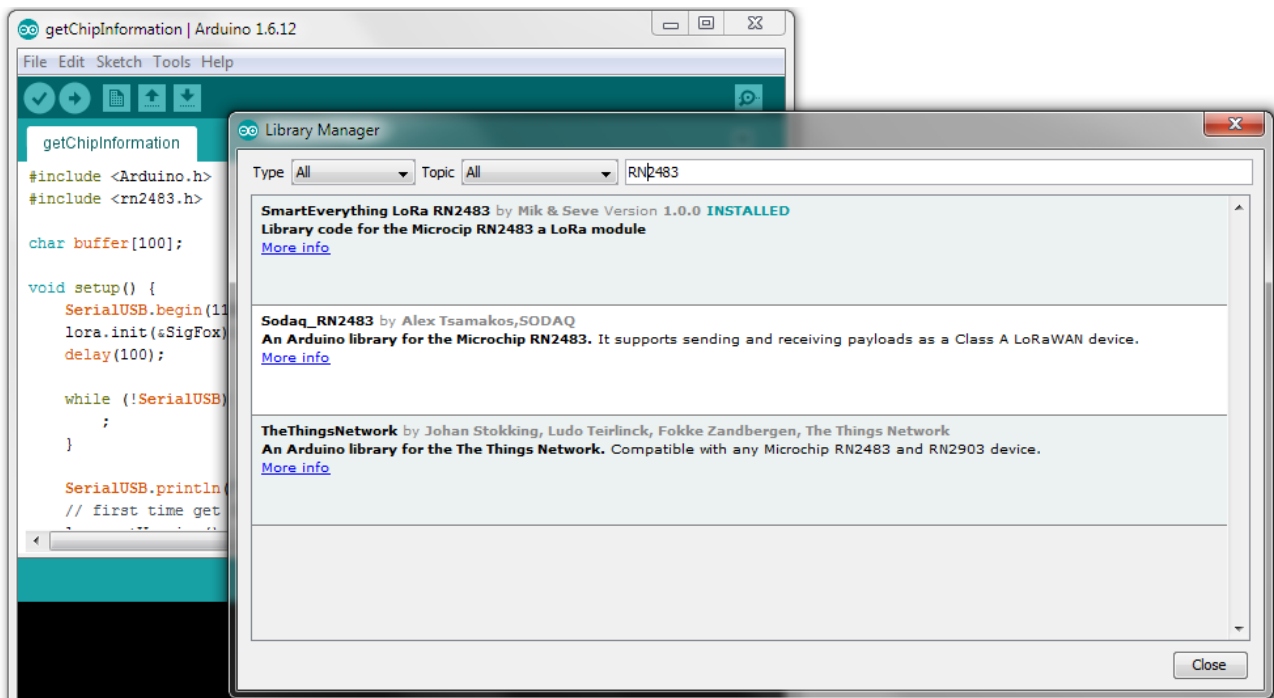 getChipInformation | Arduino 1.6.12
File Edit Sketch Tools Help
getChipInformation
#include <Arduino.h>
#include <rn2483.h>
char buffer[100];
void setup() {
SerialUSB.begin(11
lora.init(&SigFox)
delay(100);
while (!SerialUSB)
;
}
SerialUSB.println(
// first time get
Library Manager
Type All Topic All RN2483
SmartEverything LoRa RN2483 by Mik & Seve Version 1.0.0 INSTALLED
Library code for the Microcip RN2483 a LoRa module
More info
Sodaq_RN2483 by Alex Tsamakos,SODAQ
An Arduino library for the Microchip RN2483. It supports sending and receiving payloads as a Class A LoRaWAN device.
More info
TheThingsNetwork by Johan Stokking, Ludo Teirlinck, Fokke Zandbergen, The Things Network
An Arduino library for the The Things Network. Compatible with any Microchip RN2483 and RN2903 device.
More info
Close